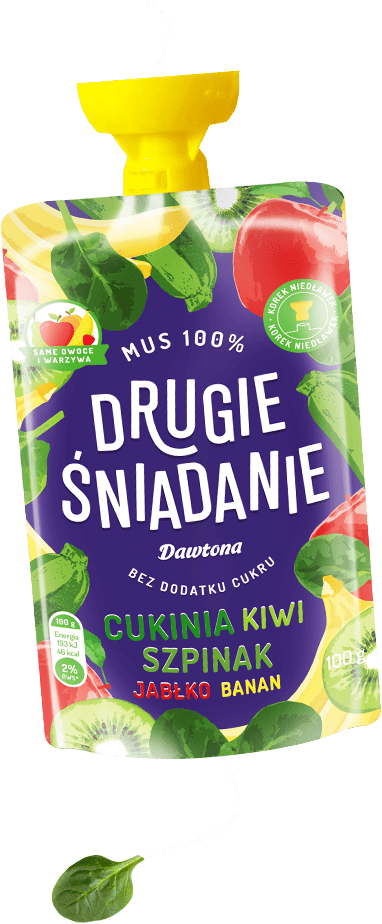 KOREK NIEDŁAWEK
KOREK NIEDŁAWEK
SAME OWOCE
I WARZYWA
MUS 100%
DRUGIE
ŚNIADANIE
Dawtona
BEZ DODATKU CUKRU
CUKINIA KIWI
SZPINAK
JABŁKO BANAN
100 g
Energia
193 kJ
46 kcal
2%
RWS*
100 g